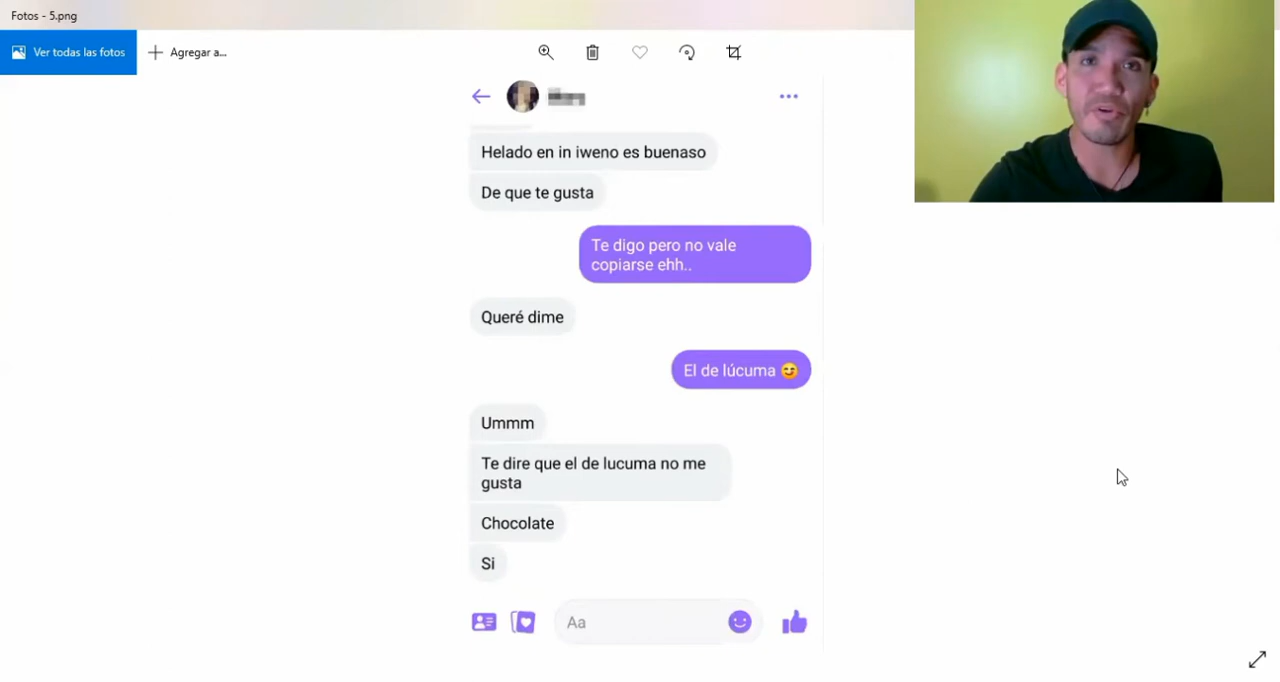 Fotos - 5.png
Ver todas las fotos
Agregar a...
Helado en in iweno es buenaso
De que te gusta
Te digo pero no vale
copiarse ehh..
Queré dime
El de lúcuma 😊
Ummm
Te dire que el de lucuma no me
gusta
Chocolate
Si
Aa